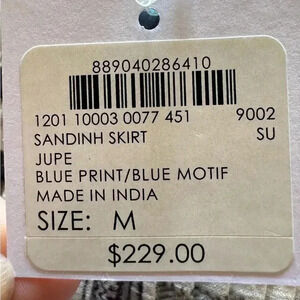 889040286410
1201 10003 0077 451 9002
SANDINH SKIRT SU
JUPE
BLUE PRINT/BLUE MOTIF
MADE IN INDIA
SIZE: M
$229.00